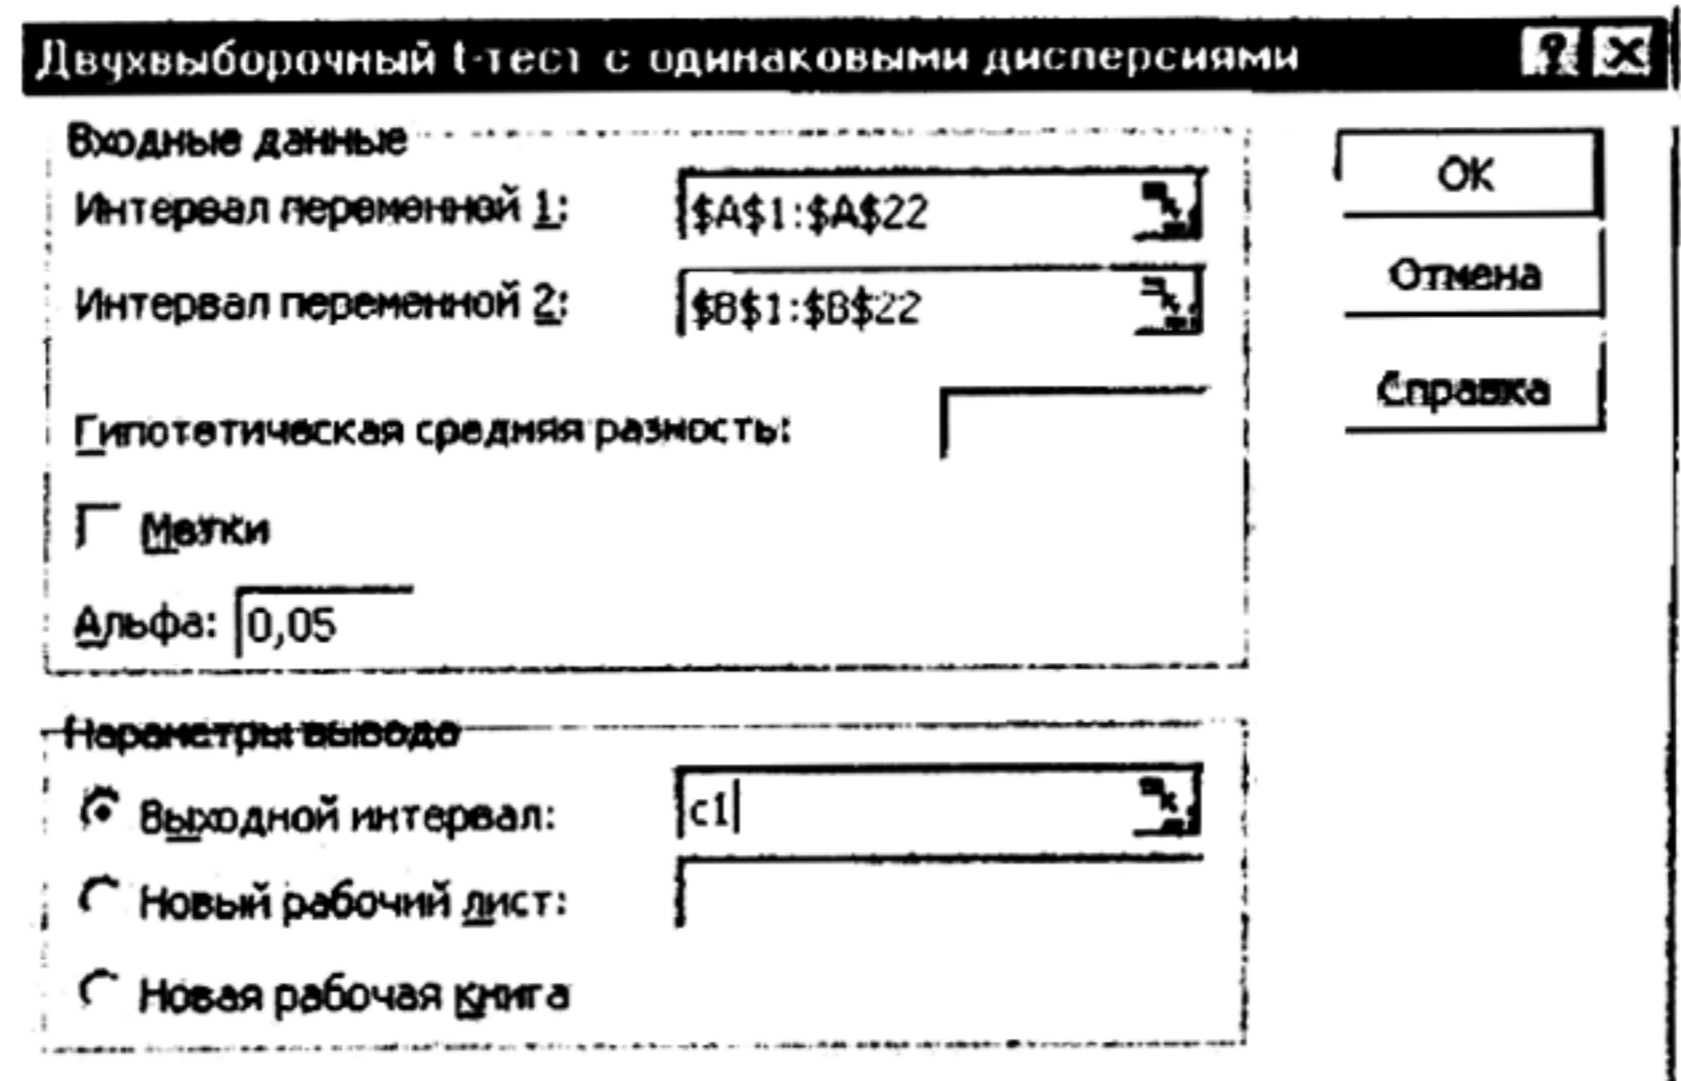 Двухвыборочный t-тест с одинаковыми дисперсиями
Входные данные
Интервал переменной 1: $A$1:$A$22
ОК
Интервал переменной 2: $B$1:$B$22
Отмена
Гипотетическая средняя разность:
Справка
Метки
Альфа: 0,05
Параметры вывода
Выходной интервал: c1
Новый рабочий лист:
Новая рабочая книга